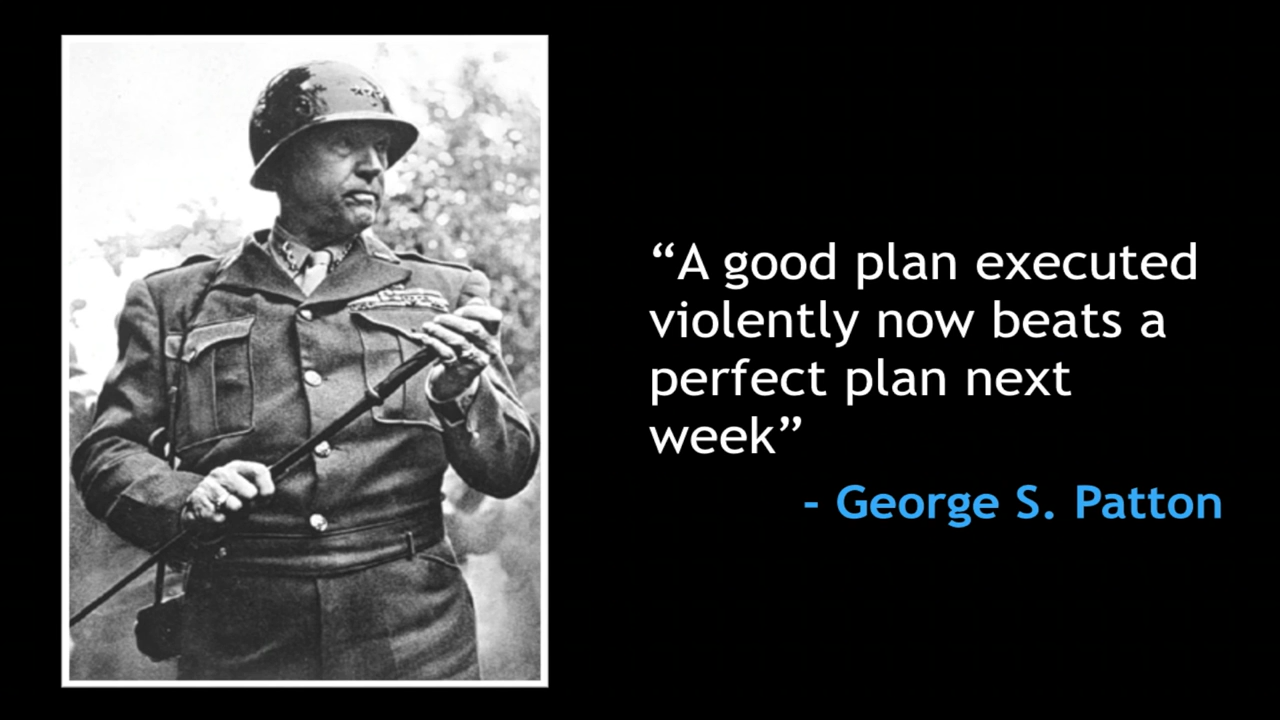 “A good plan executed
violently now beats a
perfect plan next
week”
- George S. Patton